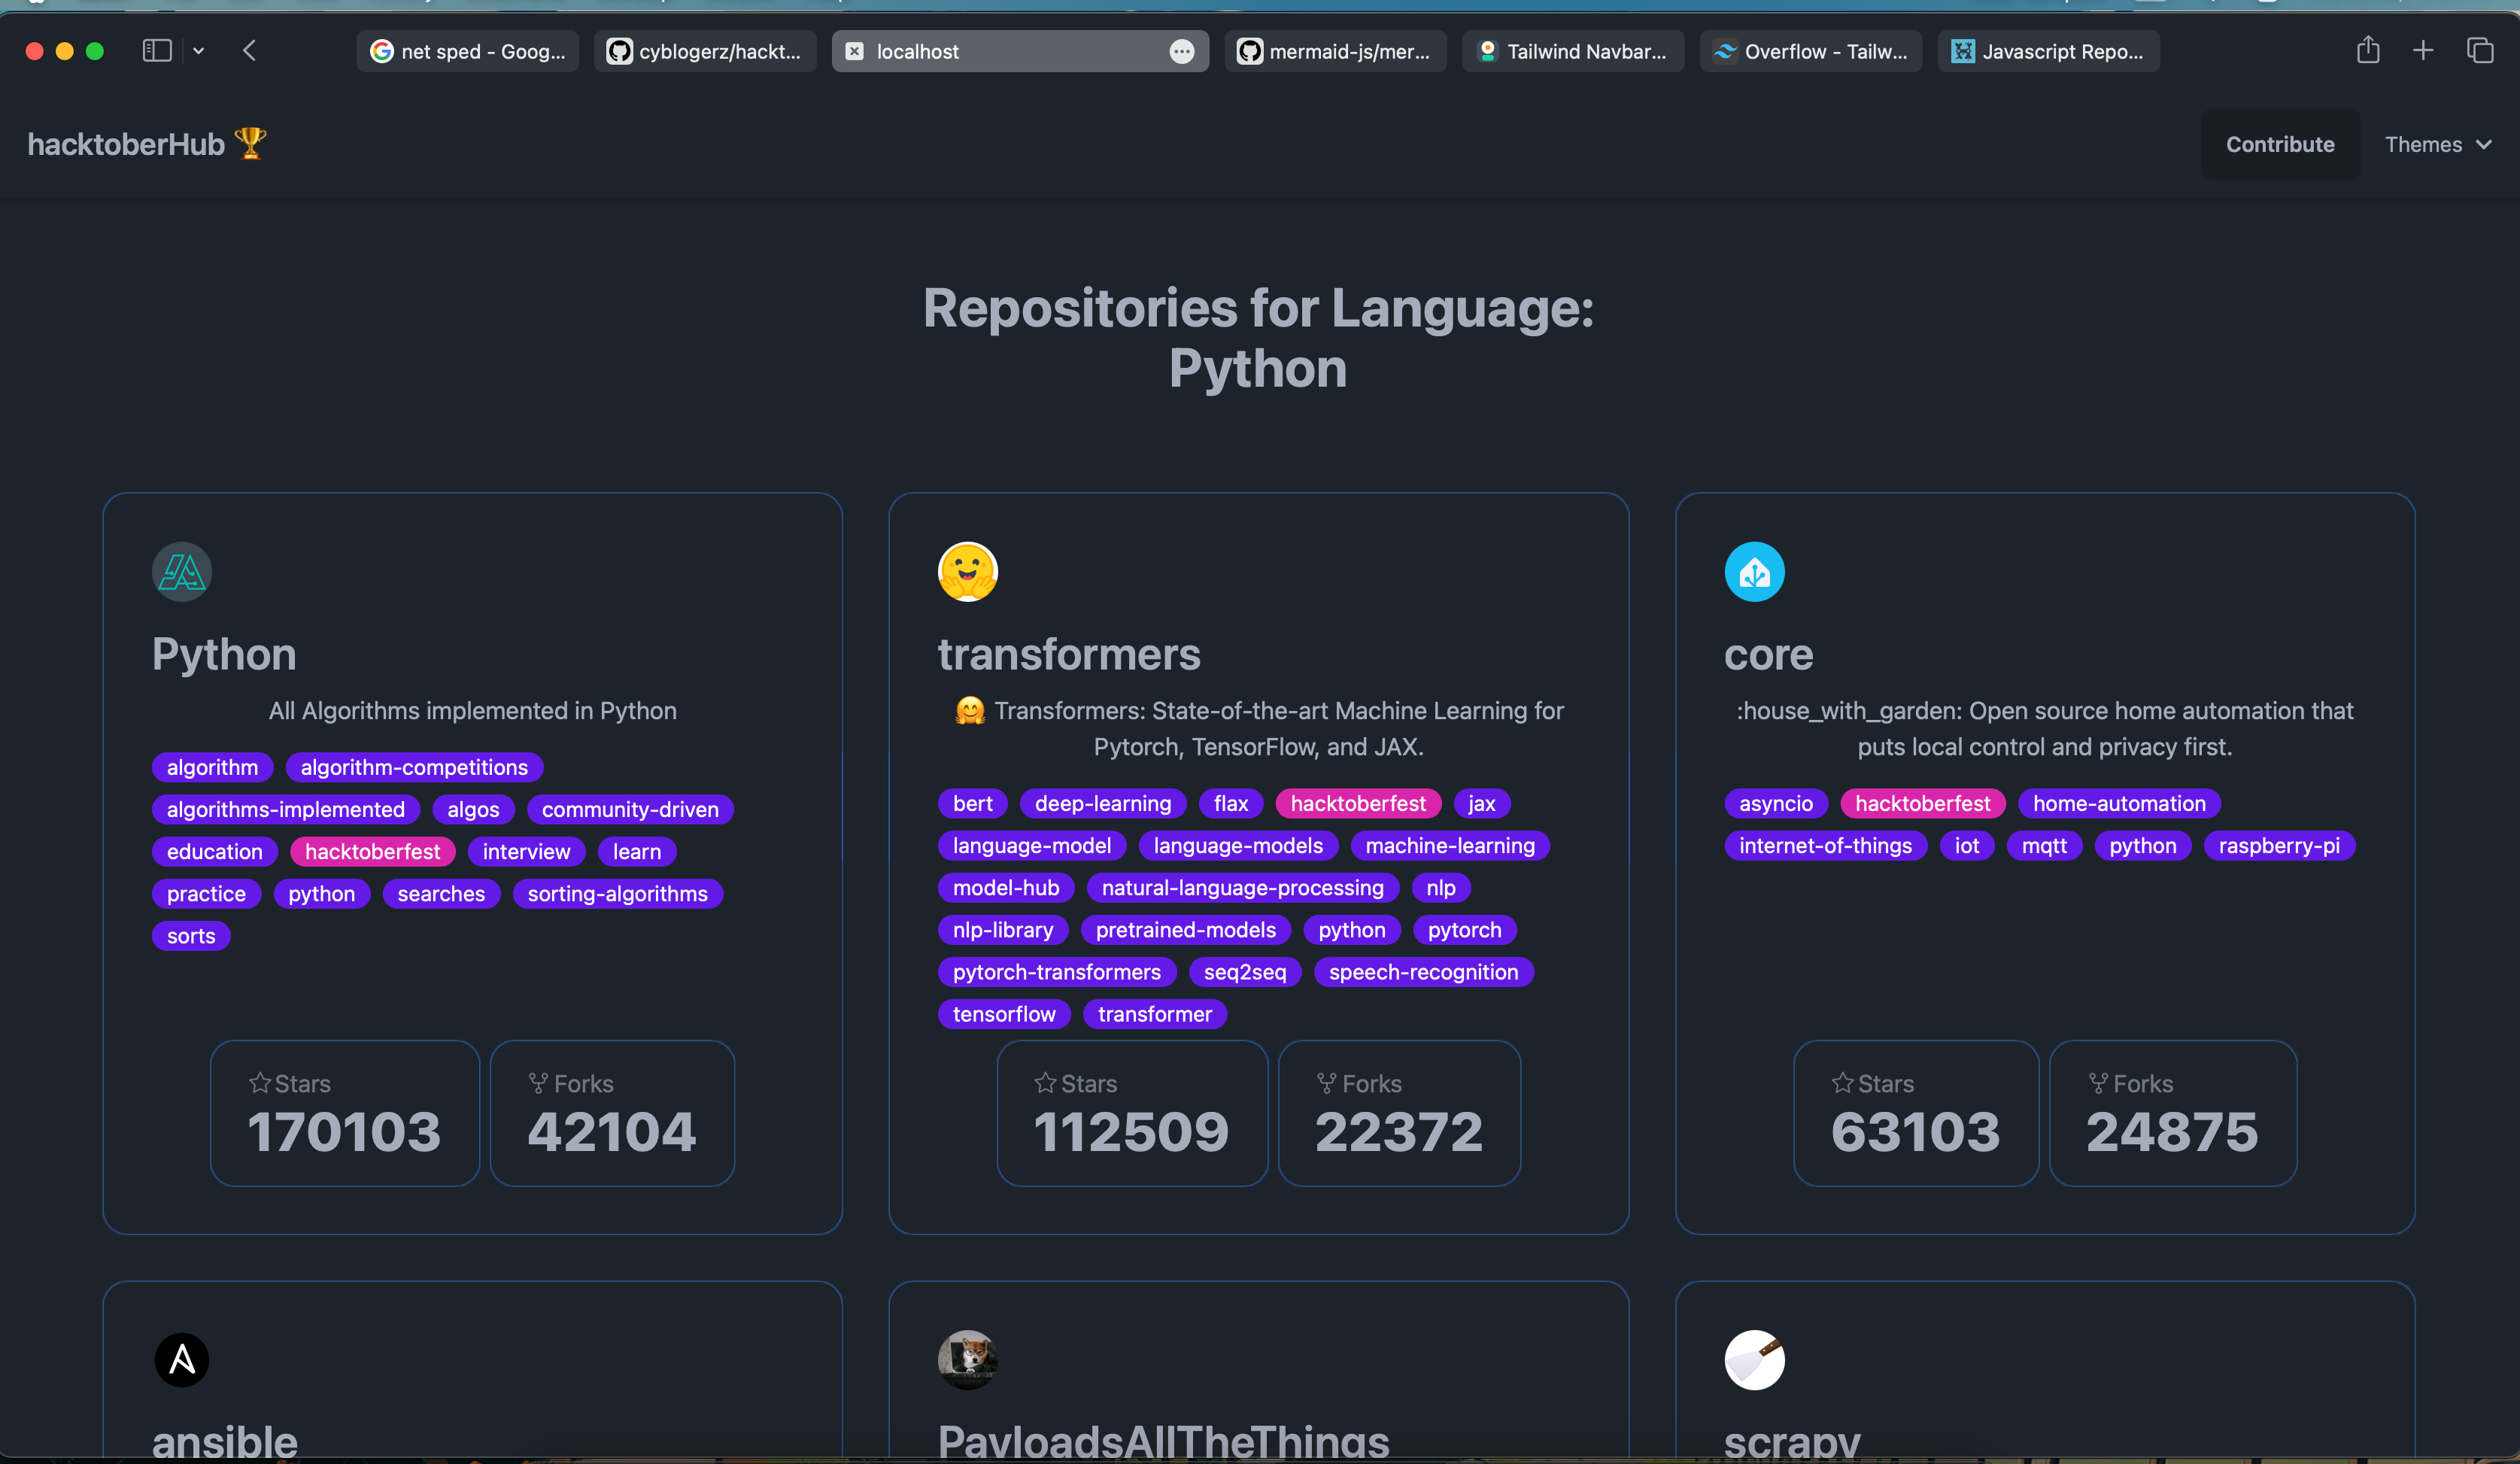 net sped - Goog...
cyblogerz/hackt...
localhost
mermaid-js/mer...
Tailwind Navbar...
Overflow - Tailw...
Javascript Repo...
hacktoberHub 🏆
Contribute
Themes
Repositories for Language:
Python
Python
All Algorithms implemented in Python
algorithm algorithm-competitions
algorithms-implemented algos community-driven
education hacktoberfest interview learn
practice python searches sorting-algorithms
sorts
Stars
170103
Forks
42104
transformers
🤗 Transformers: State-of-the-art Machine Learning for
Pytorch, TensorFlow, and JAX.
bert deep-learning flax hacktoberfest jax
language-model language-models machine-learning
model-hub natural-language-processing nlp
nlp-library pretrained-models python pytorch
pytorch-transformers seq2seq speech-recognition
tensorflow transformer
Stars
112509
Forks
22372
core
:house_with_garden: Open source home automation that
puts local control and privacy first.
asyncio hacktoberfest home-automation
internet-of-things iot mqtt python raspberry-pi
Stars
63103
Forks
24875
ansible
PayloadsAllTheThings
scrapy